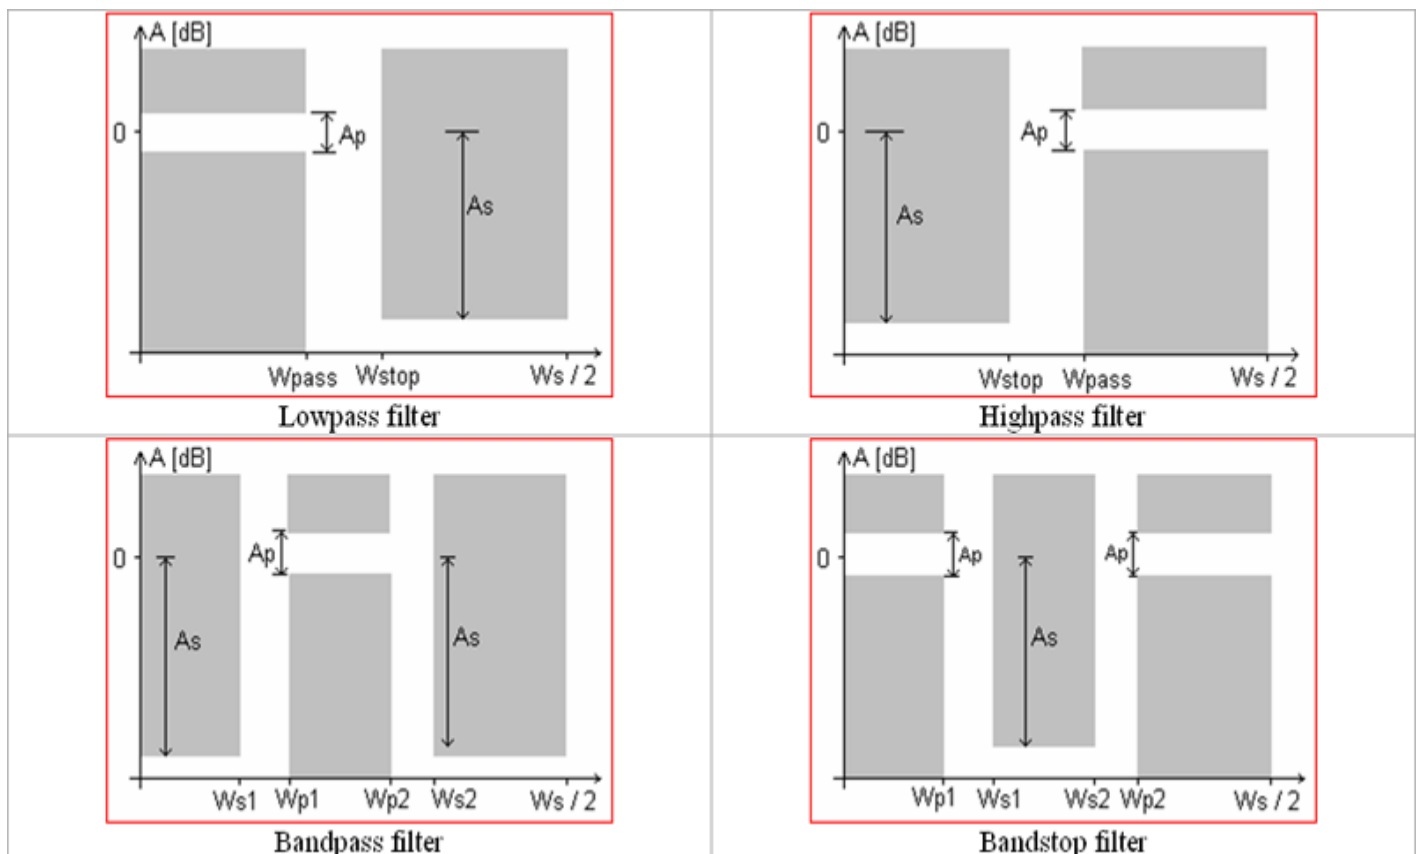 A [dB]
0
Ap
As
Wpass Wstop Ws / 2
Lowpass filter
A [dB]
0
Ap
As
Wstop Wpass Ws / 2
Highpass filter
A [dB]
0
Ap
As
As
Ws1 Wp1 Wp2 Ws2 Ws / 2
Bandpass filter
A [dB]
0
Ap
Ap
As
Wp1 Ws1 Ws2 Wp2 Ws / 2
Bandstop filter